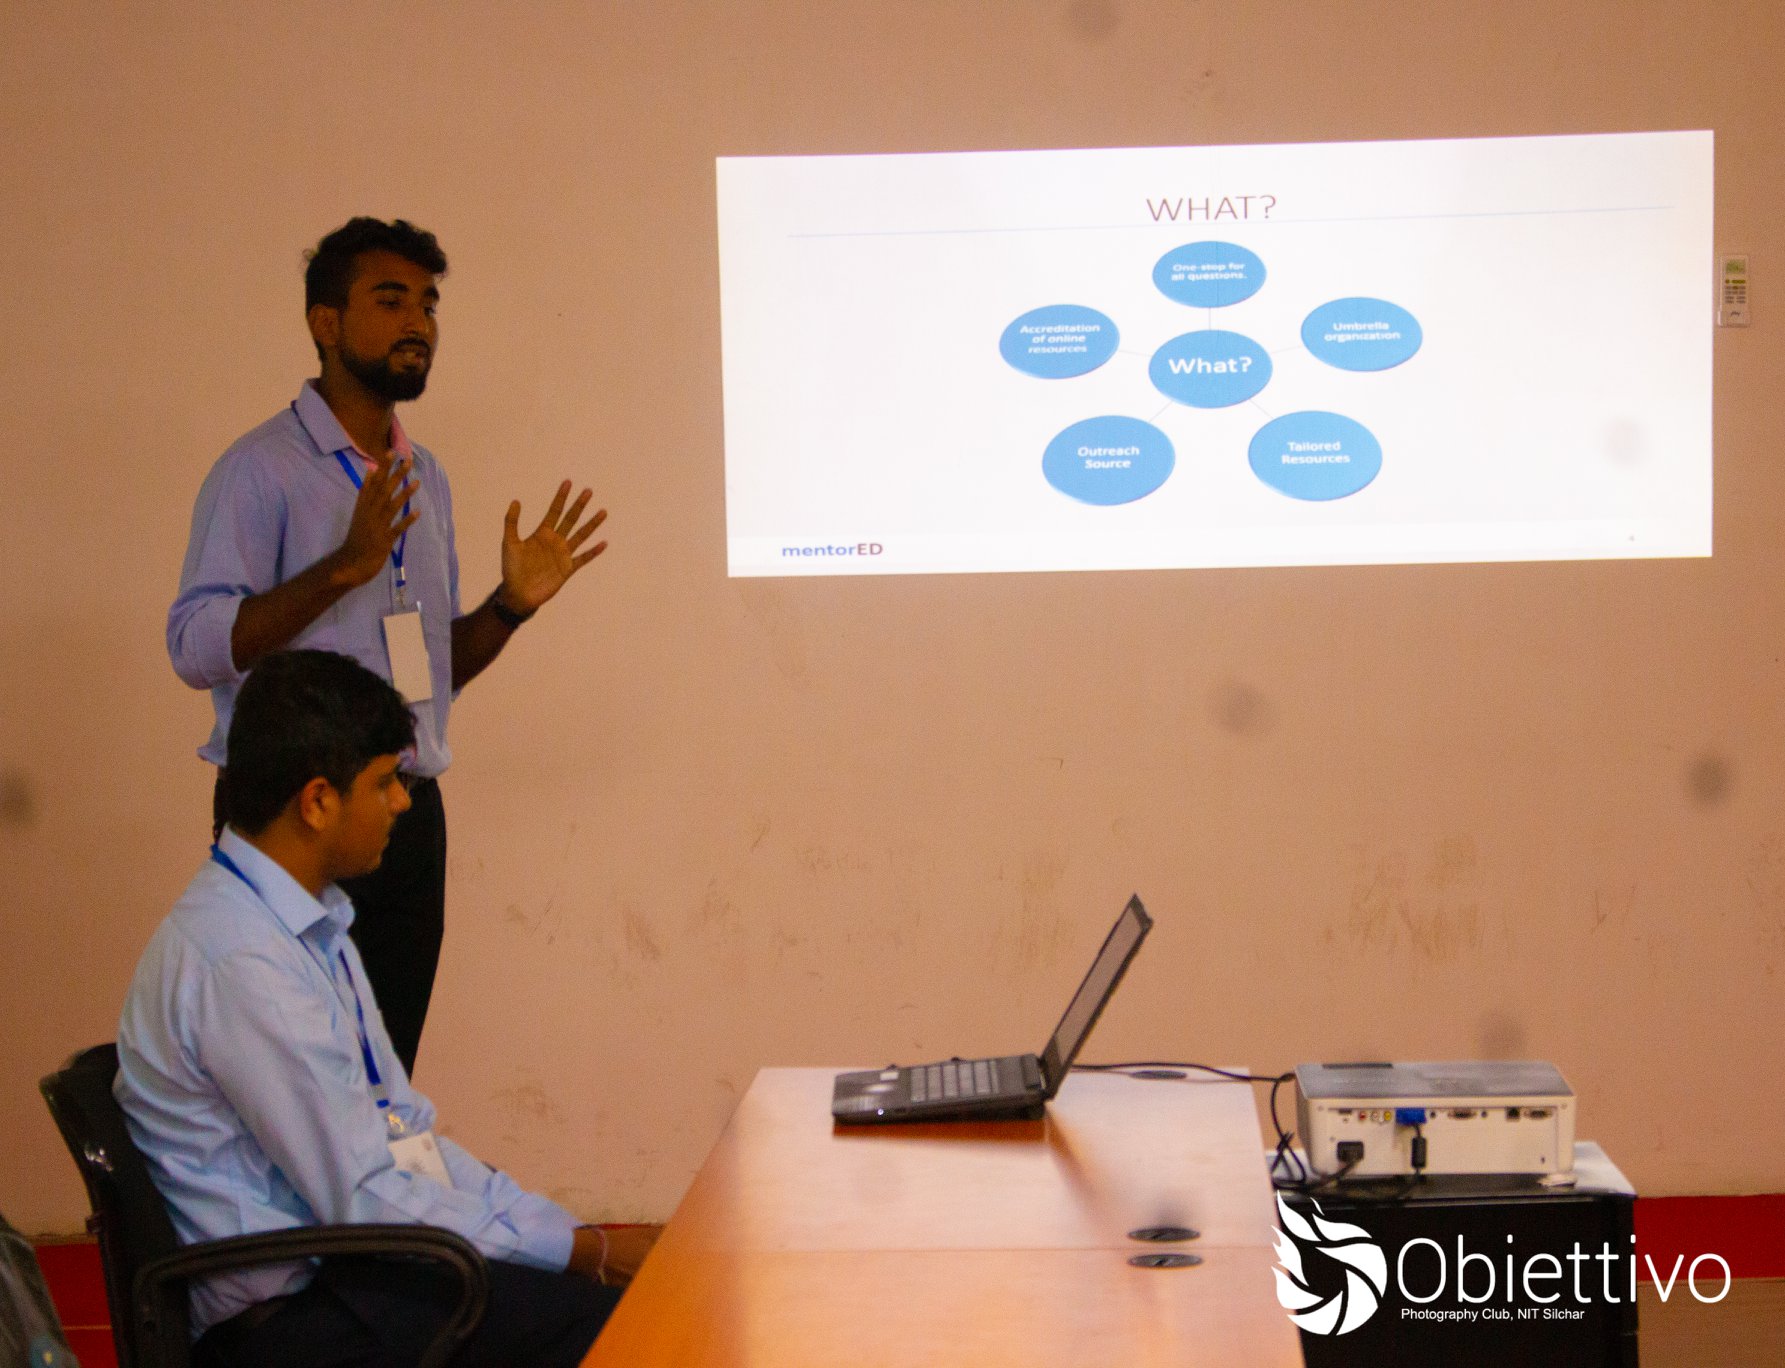 WHAT?
One-stop for
all questions.
Accreditation
of online
resources
Umbrella
organization
What?
Outreach
Source
Tailored
Resources
mentorED
4
Obiettivo
Photography Club, NIT Silchar